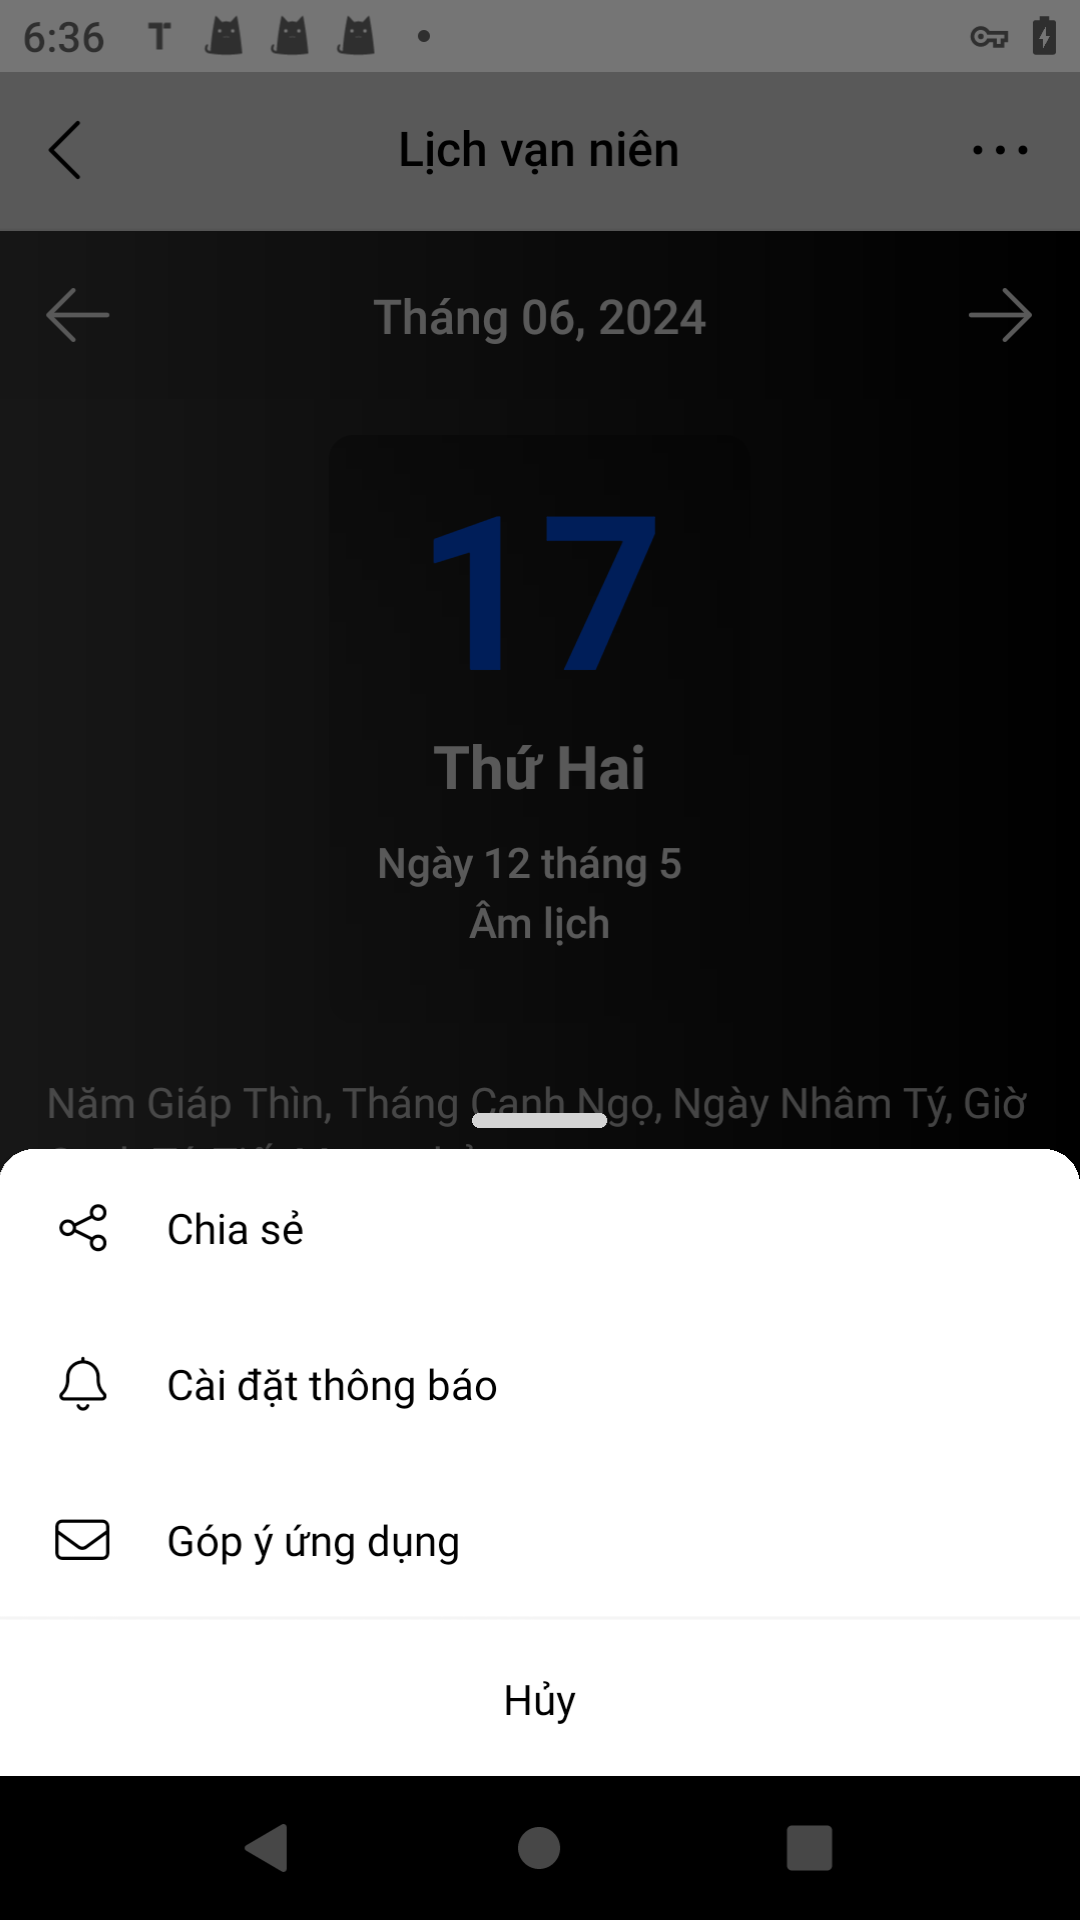 6:36
Lịch vạn niên
Tháng 06, 2024
17
Thứ Hai
Ngày 12 tháng 5
Âm lịch
Năm Giáp Thìn, Tháng Canh Ngọ, Ngày Nhâm Tý, Giờ
Chia sẻ
Cài đặt thông báo
Góp ý ứng dụng
Hủy